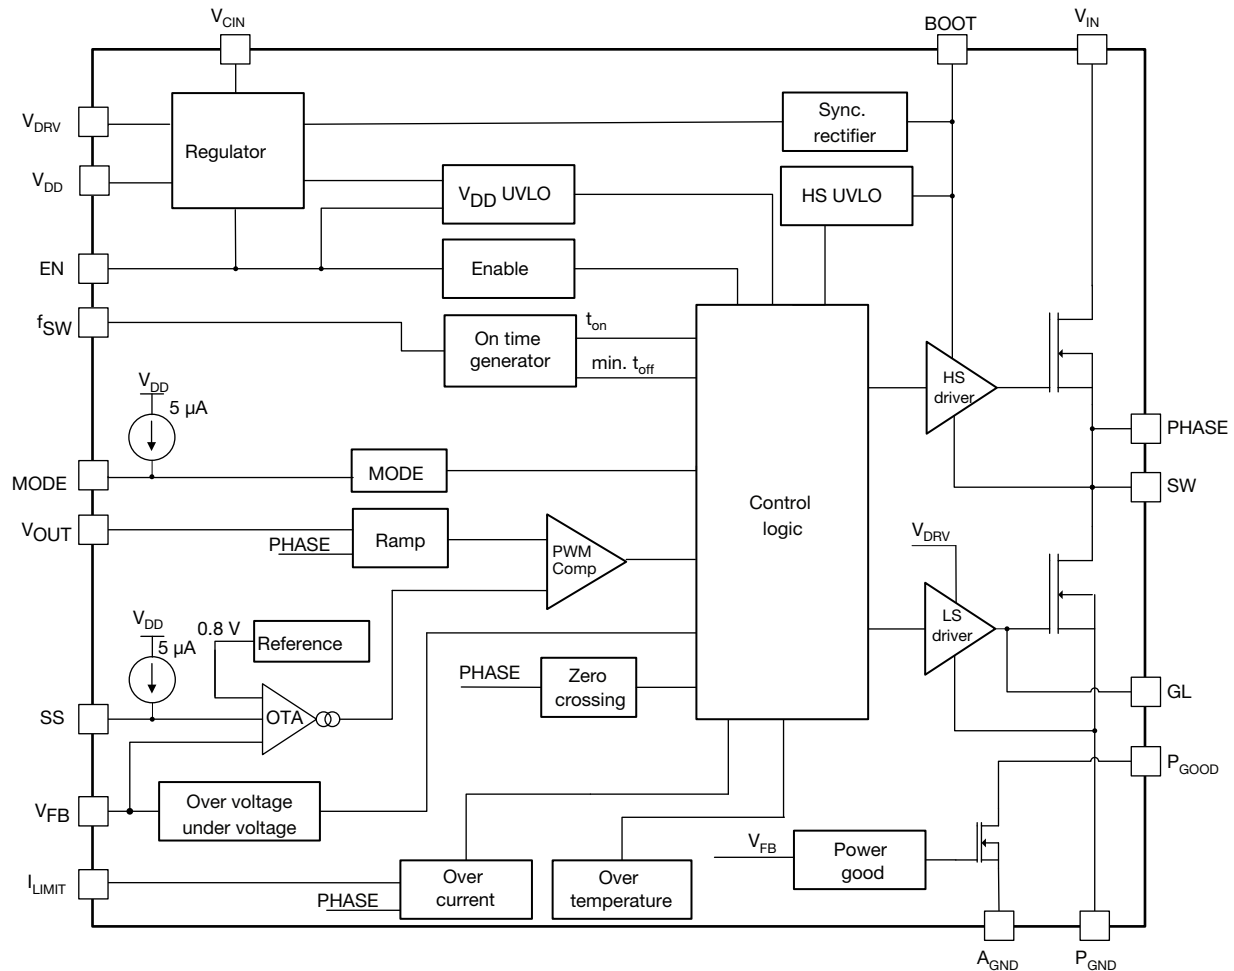 VCIN
BOOT
VIN
VDRV
Regulator
Sync.
rectifier
VDD
VDD UVLO
HS UVLO
EN
Enable
fSW
On time
generator
ton
min. toff
HS
driver
VDD
5 µA
PHASE
MODE
MODE
SW
Control
logic
VOUT
PHASE
Ramp
PWM
Comp
VDRV
LS
driver
VDD
5 µA
0.8 V
Reference
PHASE
Zero
crossing
GL
SS
OTA
PGOOD
VFB
Over voltage
under voltage
VFB
Power
good
ILIMIT
PHASE
Over
current
Over
temperature
AGND
PGND